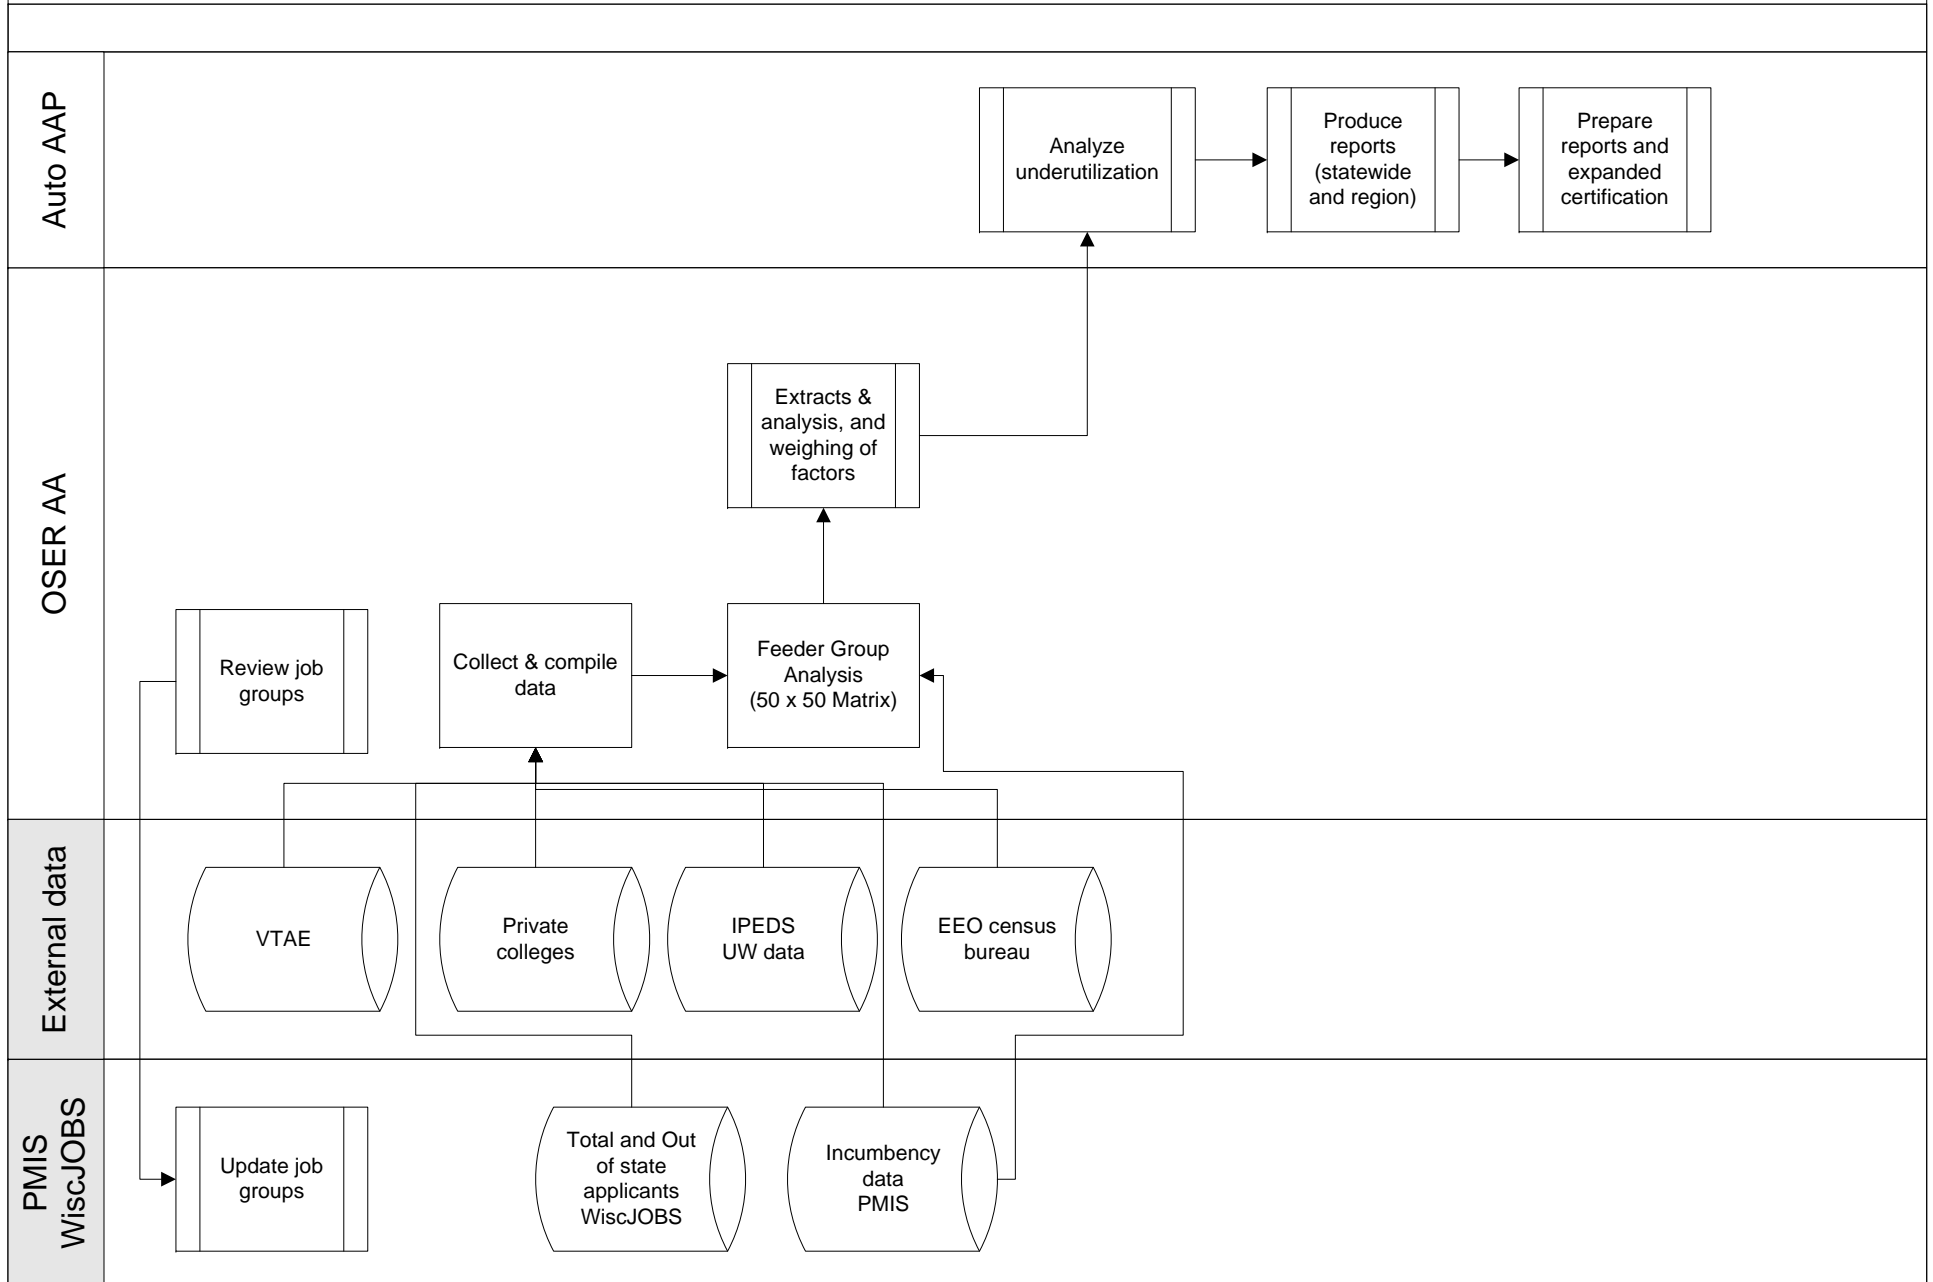 Auto AAP
Analyze
underutilization
Produce
reports
(statewide
and region)
Prepare
reports and
expanded
certification
OSER AA
Extracts &
analysis, and
weighing of
factors
Review job
groups
Collect & compile
data
Feeder Group
Analysis
(50 x 50 Matrix)
External data
VTAE
Private
colleges
IPEDS
UW data
EEO census
bureau
PMIS
WiscJOBS
Update job
groups
Total and Out
of state
applicants
WiscJOBS
Incumbency
data
PMIS